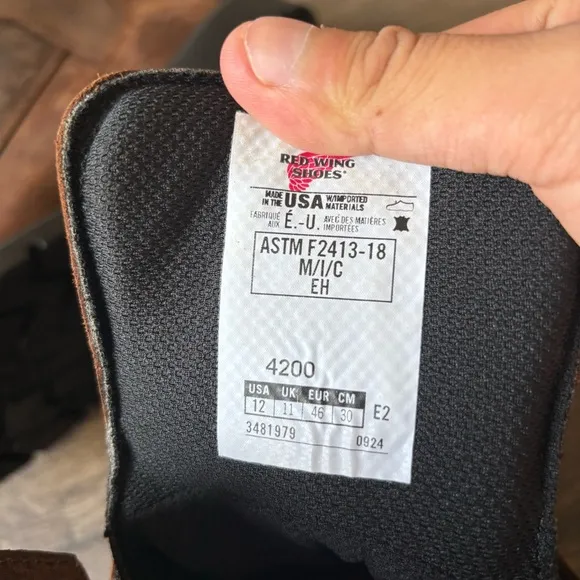 RED WING
SHOES®
MADE IN THE USA W/IMPORTED MATERIALS
FABRIQUÉ AUX É.-U. AVEC DES MATIÈRES IMPORTÉES
ASTM F2413-18
M/I/C
EH
4200
USA UK EUR CM
12 11 46 30 E2
3481979 0924